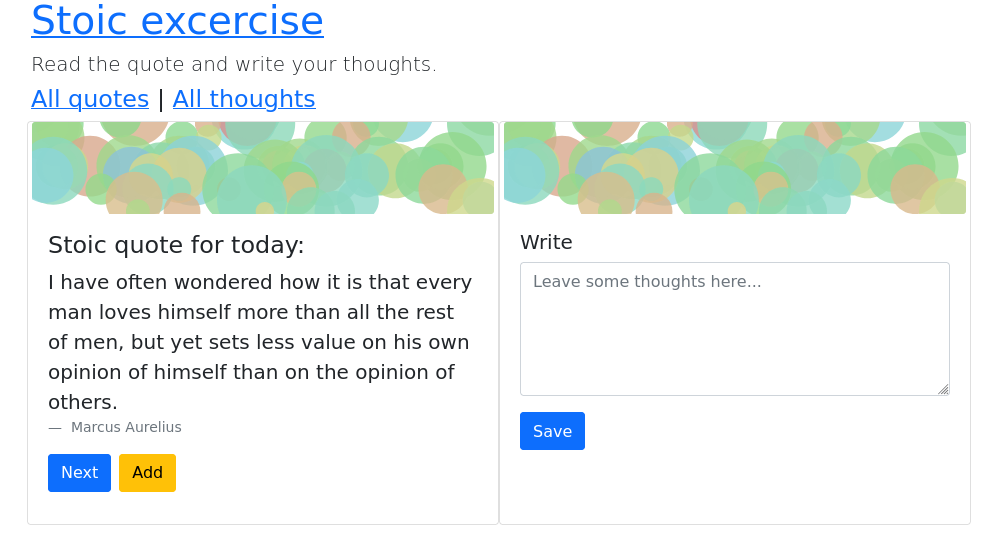 Stoic excercise
Read the quote and write your thoughts.
All quotes | All thoughts
Stoic quote for today:
I have often wondered how it is that every
man loves himself more than all the rest
of men, but yet sets less value on his own
opinion of himself than on the opinion of
others.
— Marcus Aurelius
Next Add
Write
Leave some thoughts here...
Save